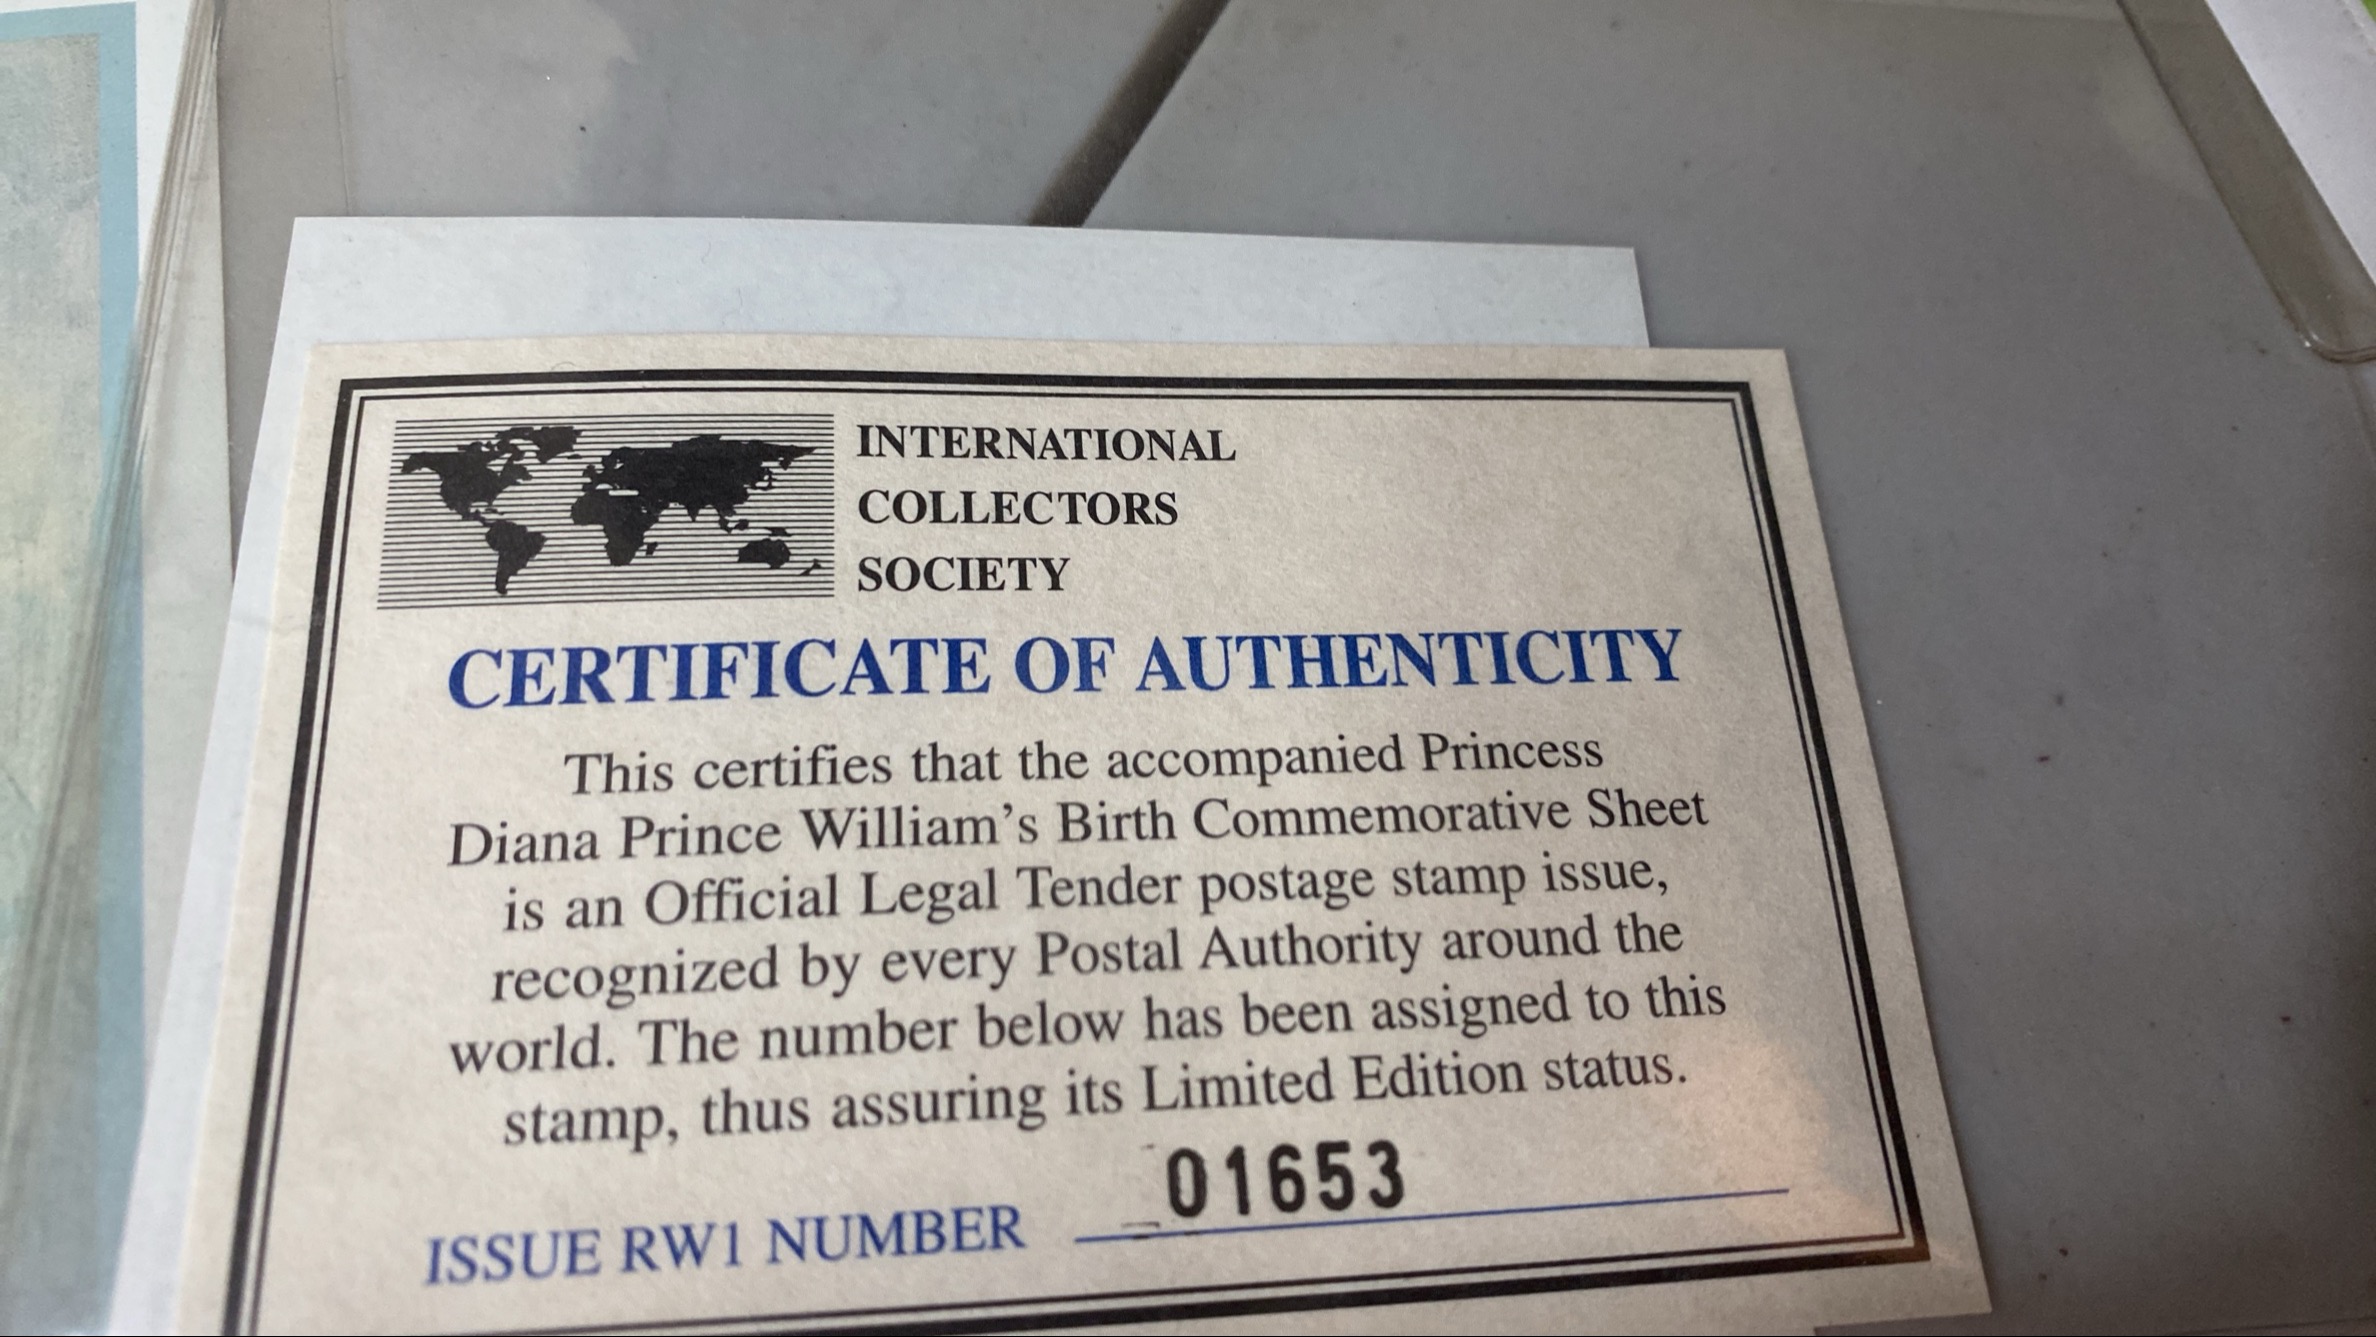 INTERNATIONAL
COLLECTORS
SOCIETY
CERTIFICATE OF AUTHENTICITY
This certifies that the accompanied Princess
Diana Prince William's Birth Commemorative Sheet
is an Official Legal Tender postage stamp issue,
recognized by every Postal Authority around the
world. The number below has been assigned to this
stamp, thus assuring its Limited Edition status.
ISSUE RW1 NUMBER 01653